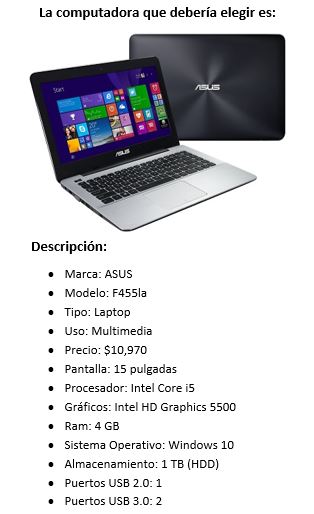 La computadora que debería elegir es:
Start
ASUS
ASUS
Descripción:
Marca: ASUS
Modelo: F455la
Tipo: Laptop
Uso: Multimedia
Precio: $10,970
Pantalla: 15 pulgadas
Procesador: Intel Core i5
Gráficos: Intel HD Graphics 5500
Ram: 4 GB
Sistema Operativo: Windows 10
Almacenamiento: 1 TB (HDD)
Puertos USB 2.0: 1
Puertos USB 3.0: 2